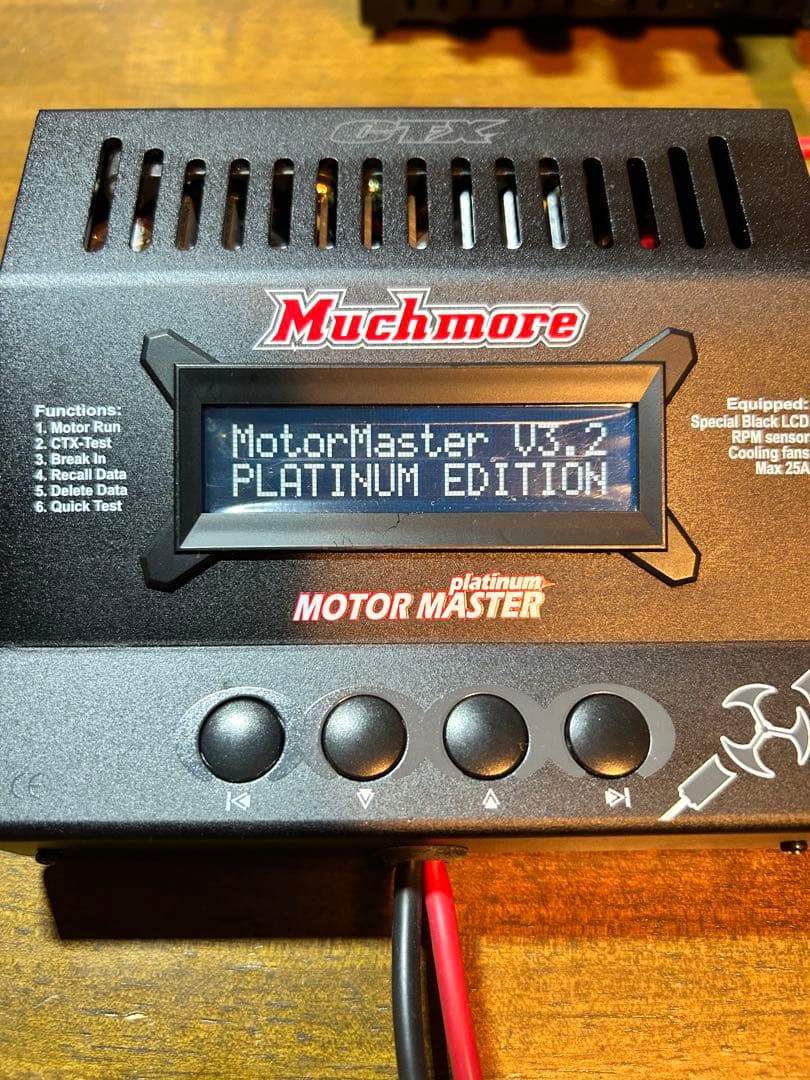 CTX
Muchmore
Functions:
1. Motor Run
2. CTX-Test
3. Break In
4. Recall Data
5. Delete Data
6. Quick Test
MotorMaster V3.2
PLATINUM EDITION
Equipped:
Special Black LCD
RPM sensor
Cooling fans
Max 25A
platinum
MOTOR MASTER
CE